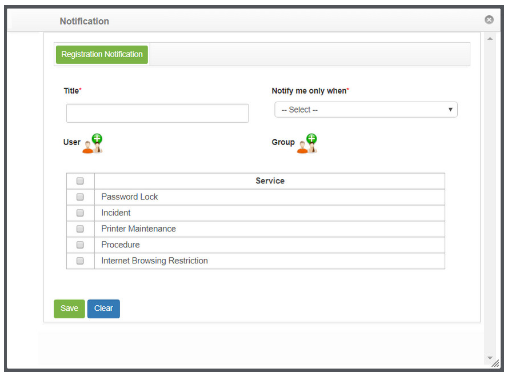 Notification
Registration Notification
Title*
Notify me only when*
-- Select --
User
Group
Service
Password Lock
Incident
Printer Maintenance
Procedure
Internet Browsing Restriction
Save
Clear